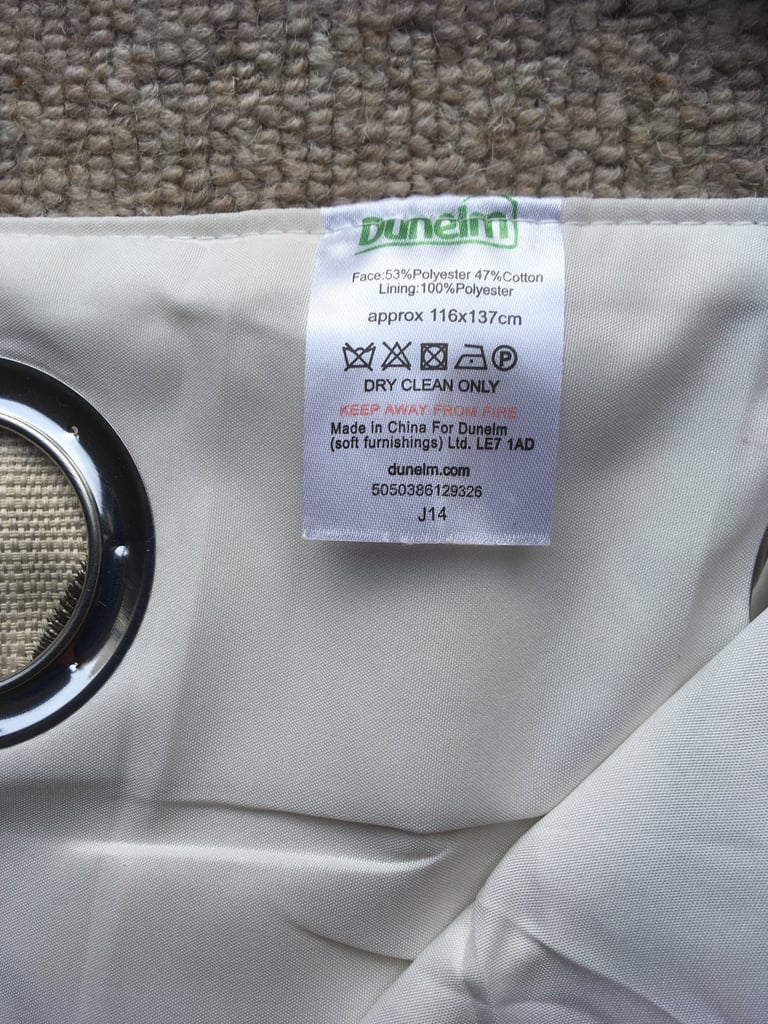 Dunelm
Face:53%Polyester 47%Cotton
Lining:100%Polyester
approx 116x137cm
P
DRY CLEAN ONLY
KEEP AWAY FROM FIRE
Made in China For Dunelm
(soft furnishings) Ltd. LE7 1AD
dunelm.com
5050386129326
J14